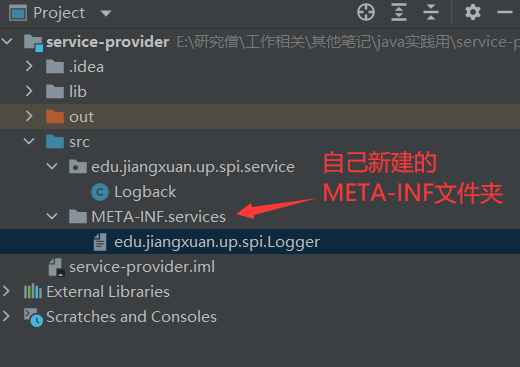 Project
service-provider E:\研究僧\工作相关\其他笔记\java实践用\service-p
.idea
lib
out
src
edu.jiangxuan.up.spi.service
Logback
META-INF.services
edu.jiangxuan.up.spi.Logger
service-provider.iml
External Libraries
Scratches and Consoles
自己新建的
META-INF文件夹